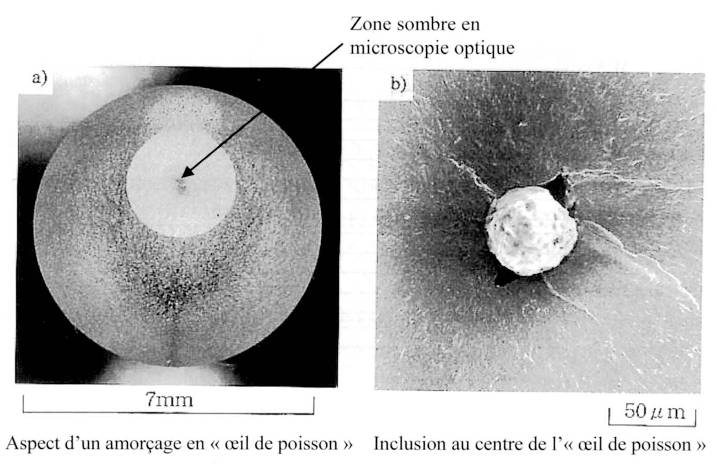 Zone sombre en
microscopie optique
a)
b)
7mm
50 μm
Aspect d'un amorçage en « œil de poisson »
Inclusion au centre de l'« œil de poisson »